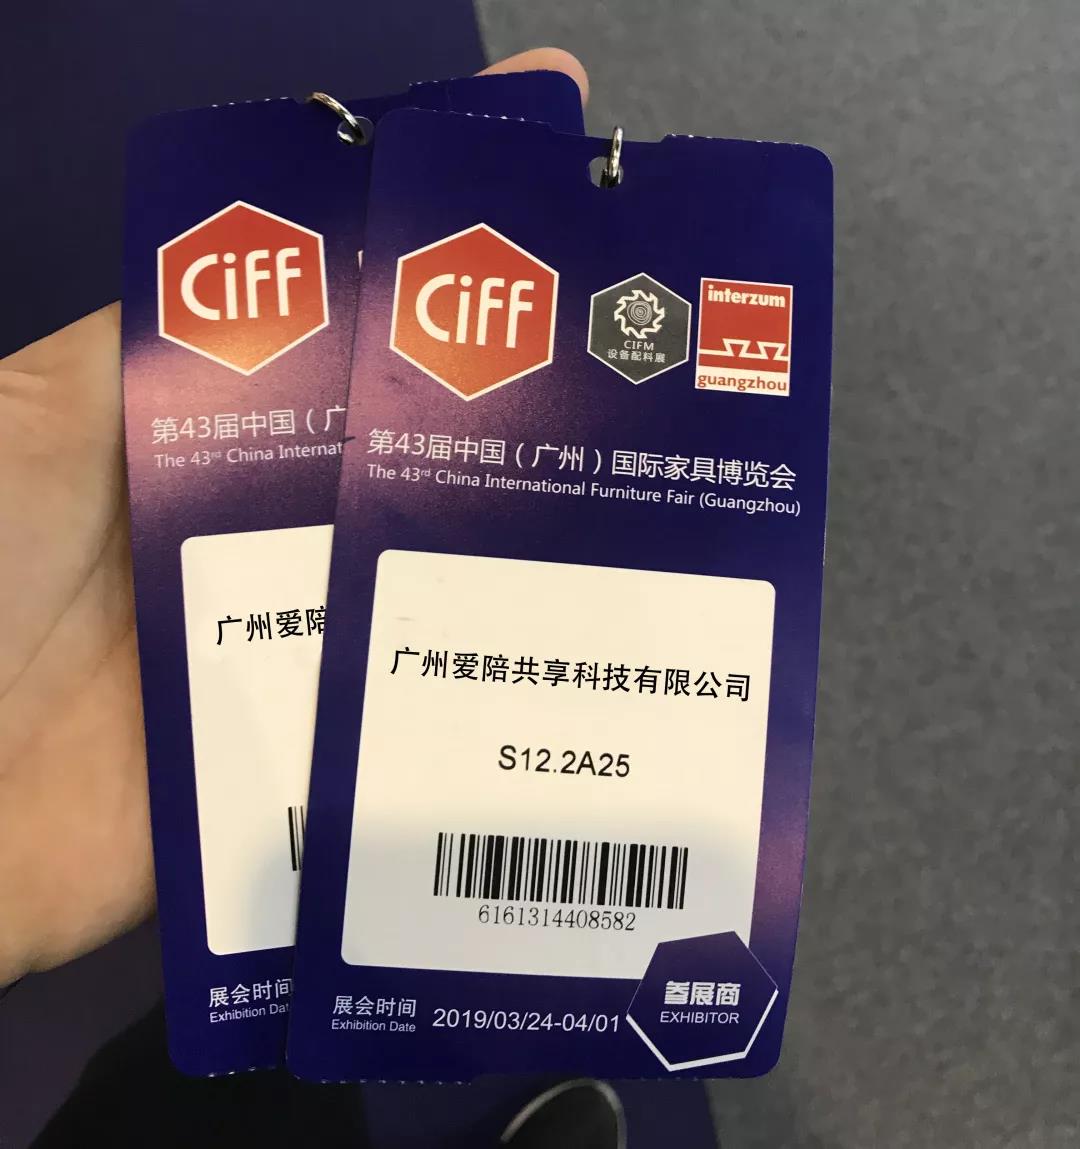 ciff
第43届中国（广
The 43rd China Internat
广州爱陪
展会时间
Exhibition Dat
ciff
CIFM
设备配料展
interzum
guangzhou
第43届中国（广州）国际家具博览会
The 43rd China International Furniture Fair (Guangzhou)
广州爱陪共享科技有限公司
S12.2A25
6161314408582
展会时间
Exhibition Date
2019/03/24-04/01
参展商
EXHIBITOR